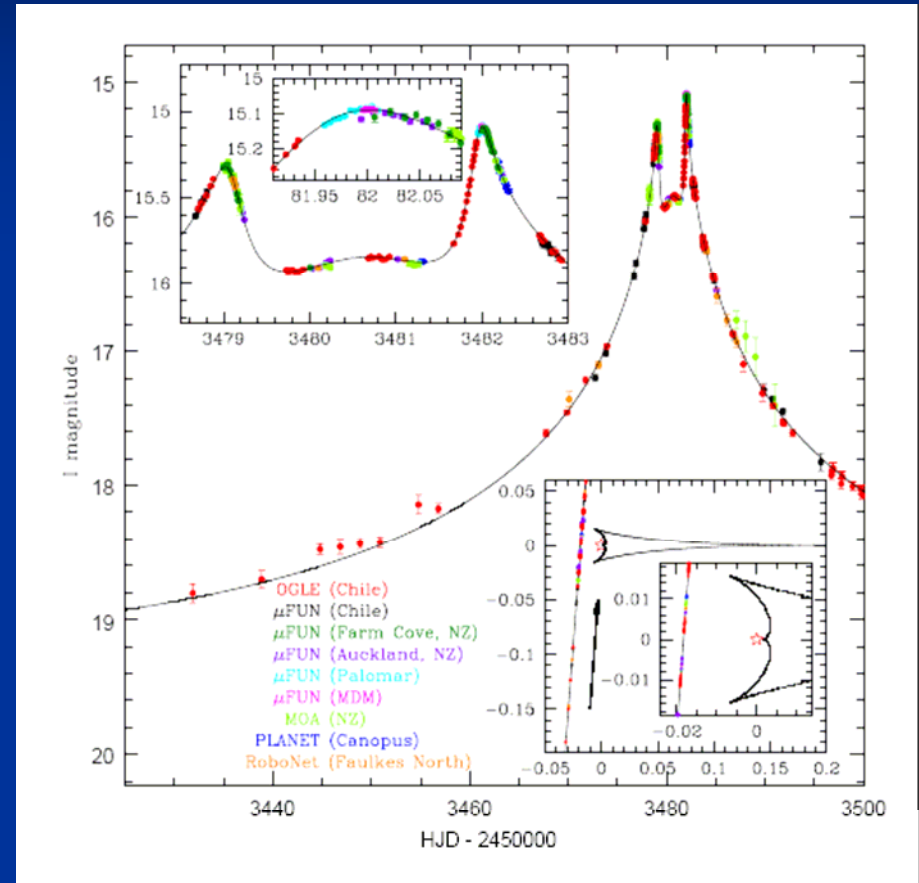 15
16
17
18
19
20
I magnitude
15
15.5
16
3479 3480 3481 3482 3483
15
15.1
15.2
81.95 82 82.05
OGLE (Chile)
μFUN (Chile)
μFUN (Farm Cove, NZ)
μFUN (Auckland, NZ)
μFUN (Palomar)
μFUN (MDM)
MOA (NZ)
PLANET (Canopus)
RoboNet (Faulkes North)
0.05
0
-0.05
-0.1
-0.15
-0.05 0 0.05 0.1 0.15 0.2
0.01
0
-0.01
-0.02 0
3440 3460 3480 3500
HJD - 2450000